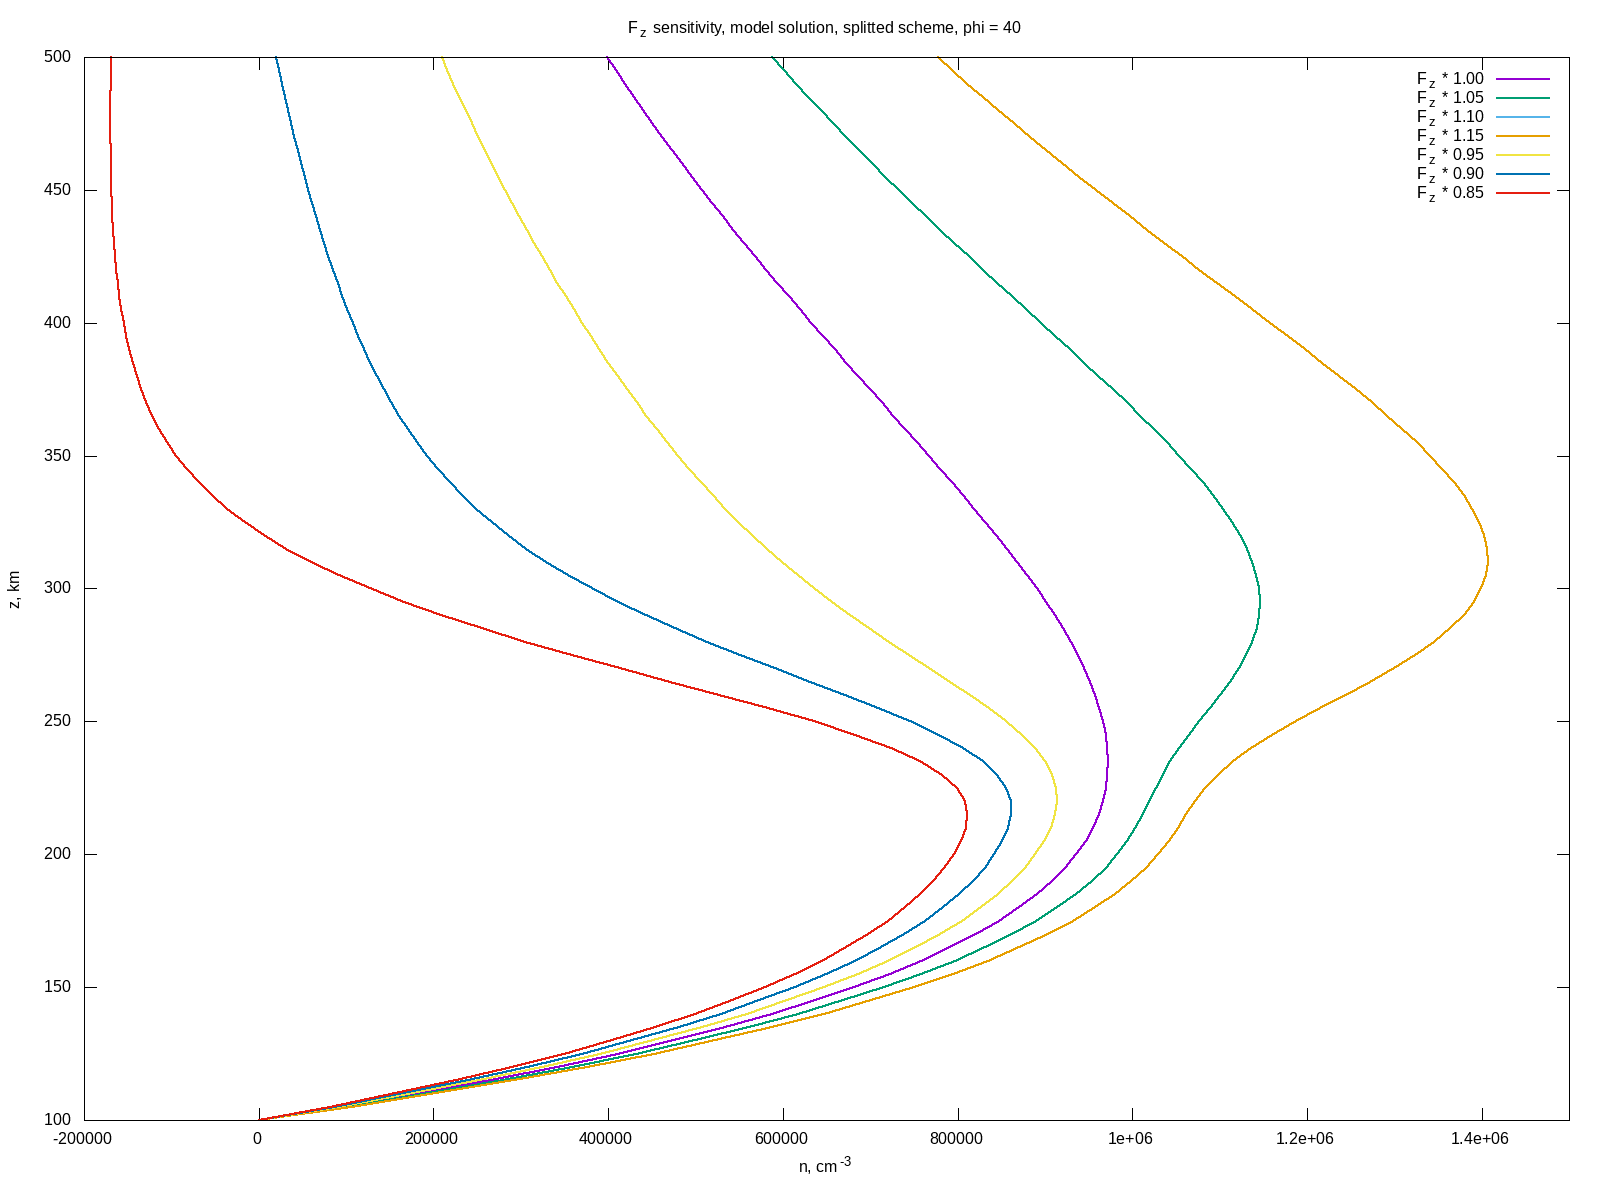 F z sensitivity, model solution, splitted scheme, phi = 40
500
450
400
350
300
250
200
150
100
z, km
F z * 1.00
F z * 1.05
F z * 1.10
F z * 1.15
F z * 0.95
F z * 0.90
F z * 0.85
-200000 0 200000 400000 600000 800000 1e+06 1.2e+06 1.4e+06
n, cm-3